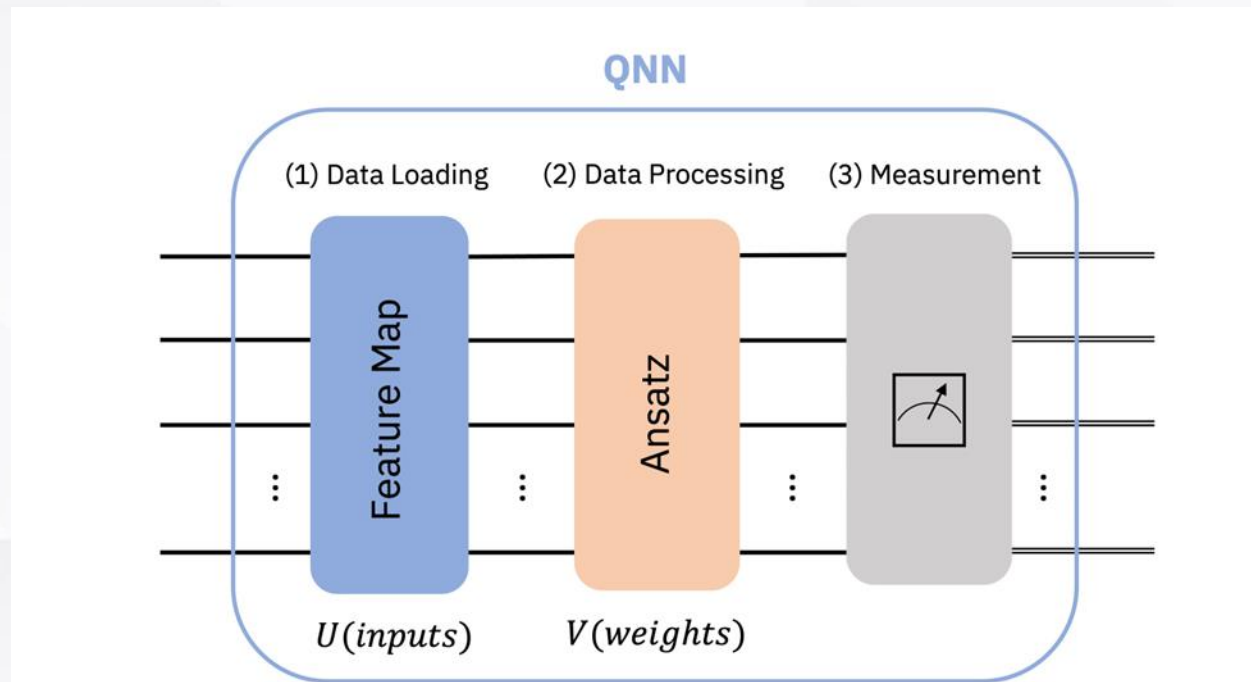 QNN
(1) Data Loading
(2) Data Processing
(3) Measurement
Feature Map
Ansatz
U(inputs)
V(weights)